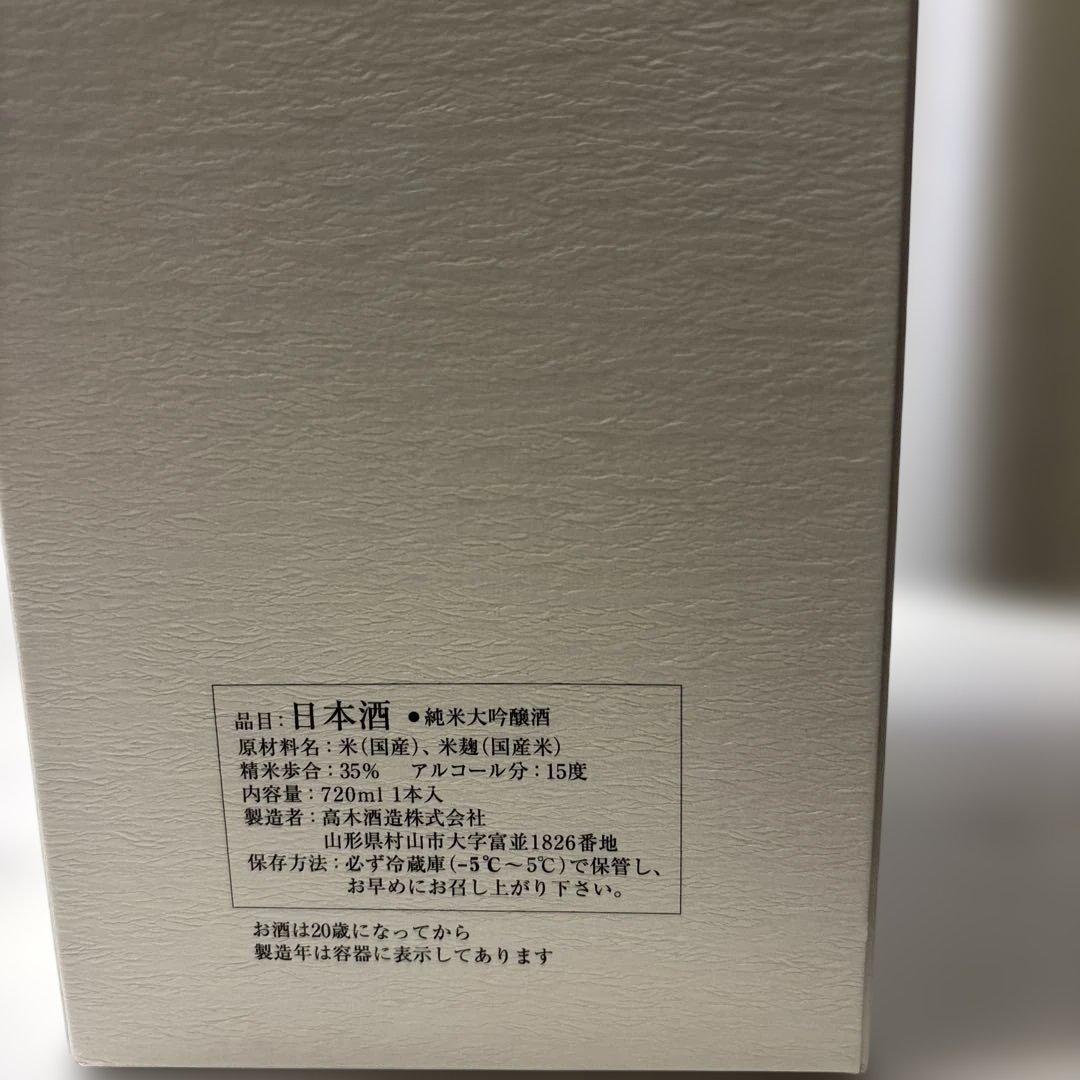 品目：日本酒 ●純米大吟醸酒
原材料名：米（国産）、米麹（国産米）
精米歩合：35% アルコール分：15度
内容量：720ml 1本入
製造者：高木酒造株式会社
山形県村山市大字富並1826番地
保存方法：必ず冷蔵庫（-5℃～5℃）で保管し、
お早めにお召し上がり下さい。
お酒は20歳になってから
製造年は容器に表示してあります